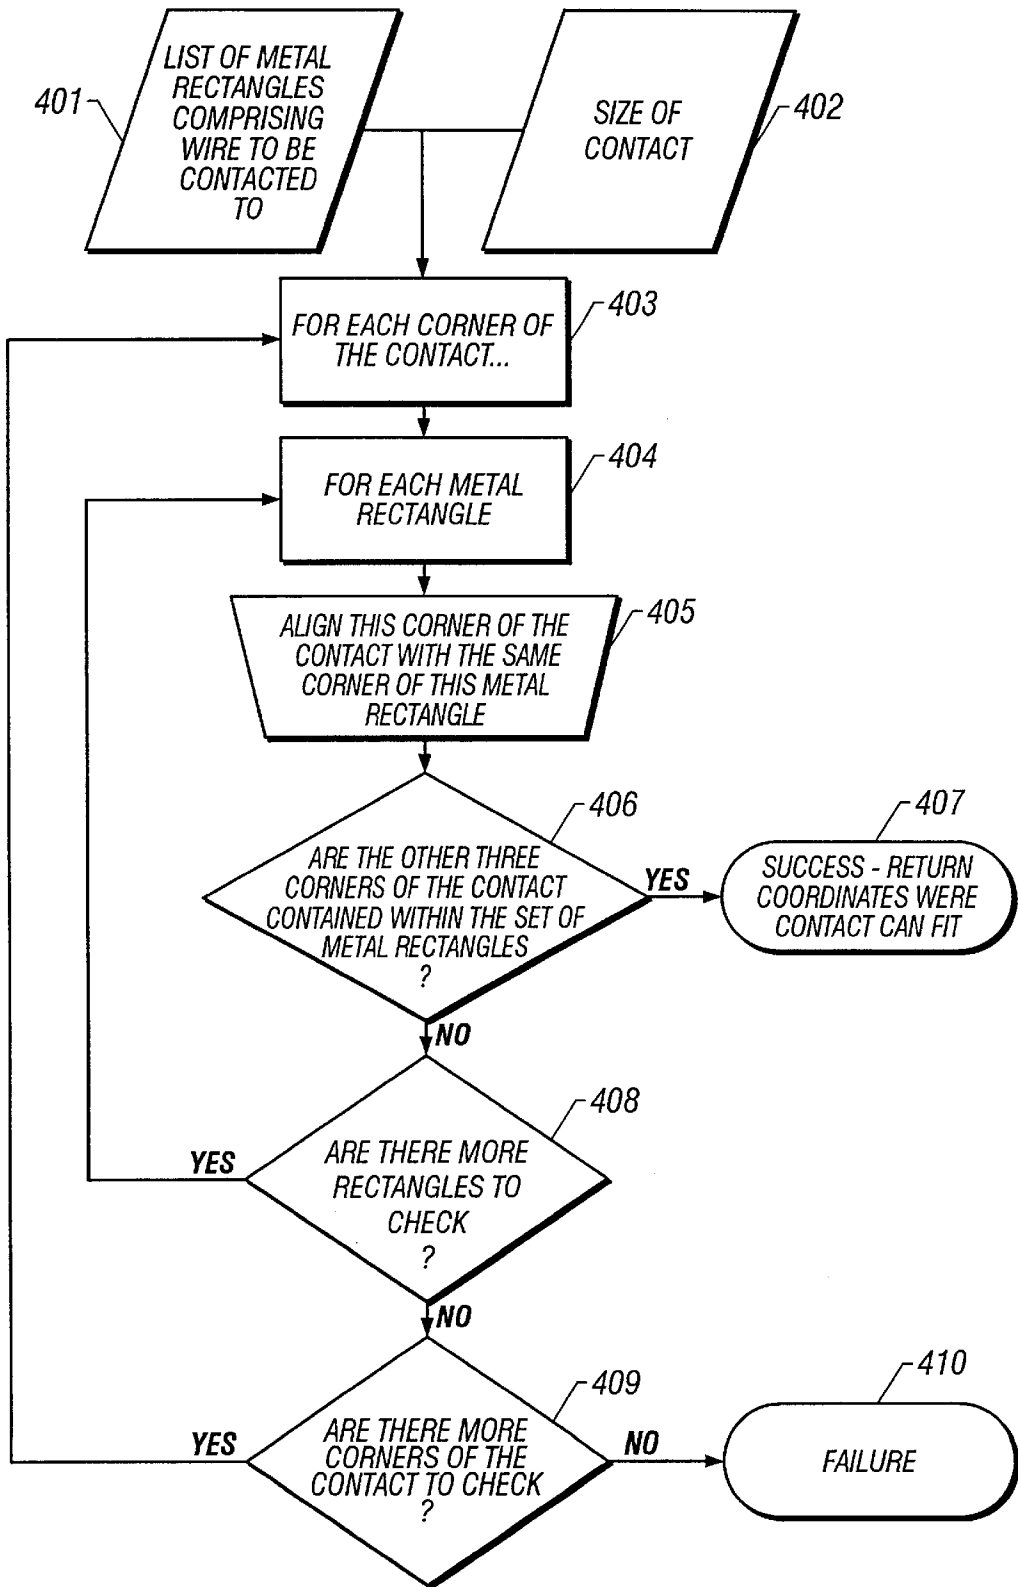 401
LIST OF METAL
RECTANGLES
COMPRISING
WIRE TO BE
CONTACTED
TO
SIZE OF
CONTACT
402
FOR EACH CORNER OF
THE CONTACT...
403
FOR EACH METAL
RECTANGLE
404
ALIGN THIS CORNER OF THE
CONTACT WITH THE SAME
CORNER OF THIS METAL
RECTANGLE
405
ARE THE OTHER THREE
CORNERS OF THE CONTACT
CONTAINED WITHIN THE SET OF
METAL RECTANGLES
?
406
YES
SUCCESS - RETURN
COORDINATES WERE
CONTACT CAN FIT
407
NO
ARE THERE MORE
RECTANGLES TO
CHECK
?
408
YES
NO
ARE THERE MORE
CORNERS OF THE
CONTACT TO CHECK
?
409
YES
NO
FAILURE
410